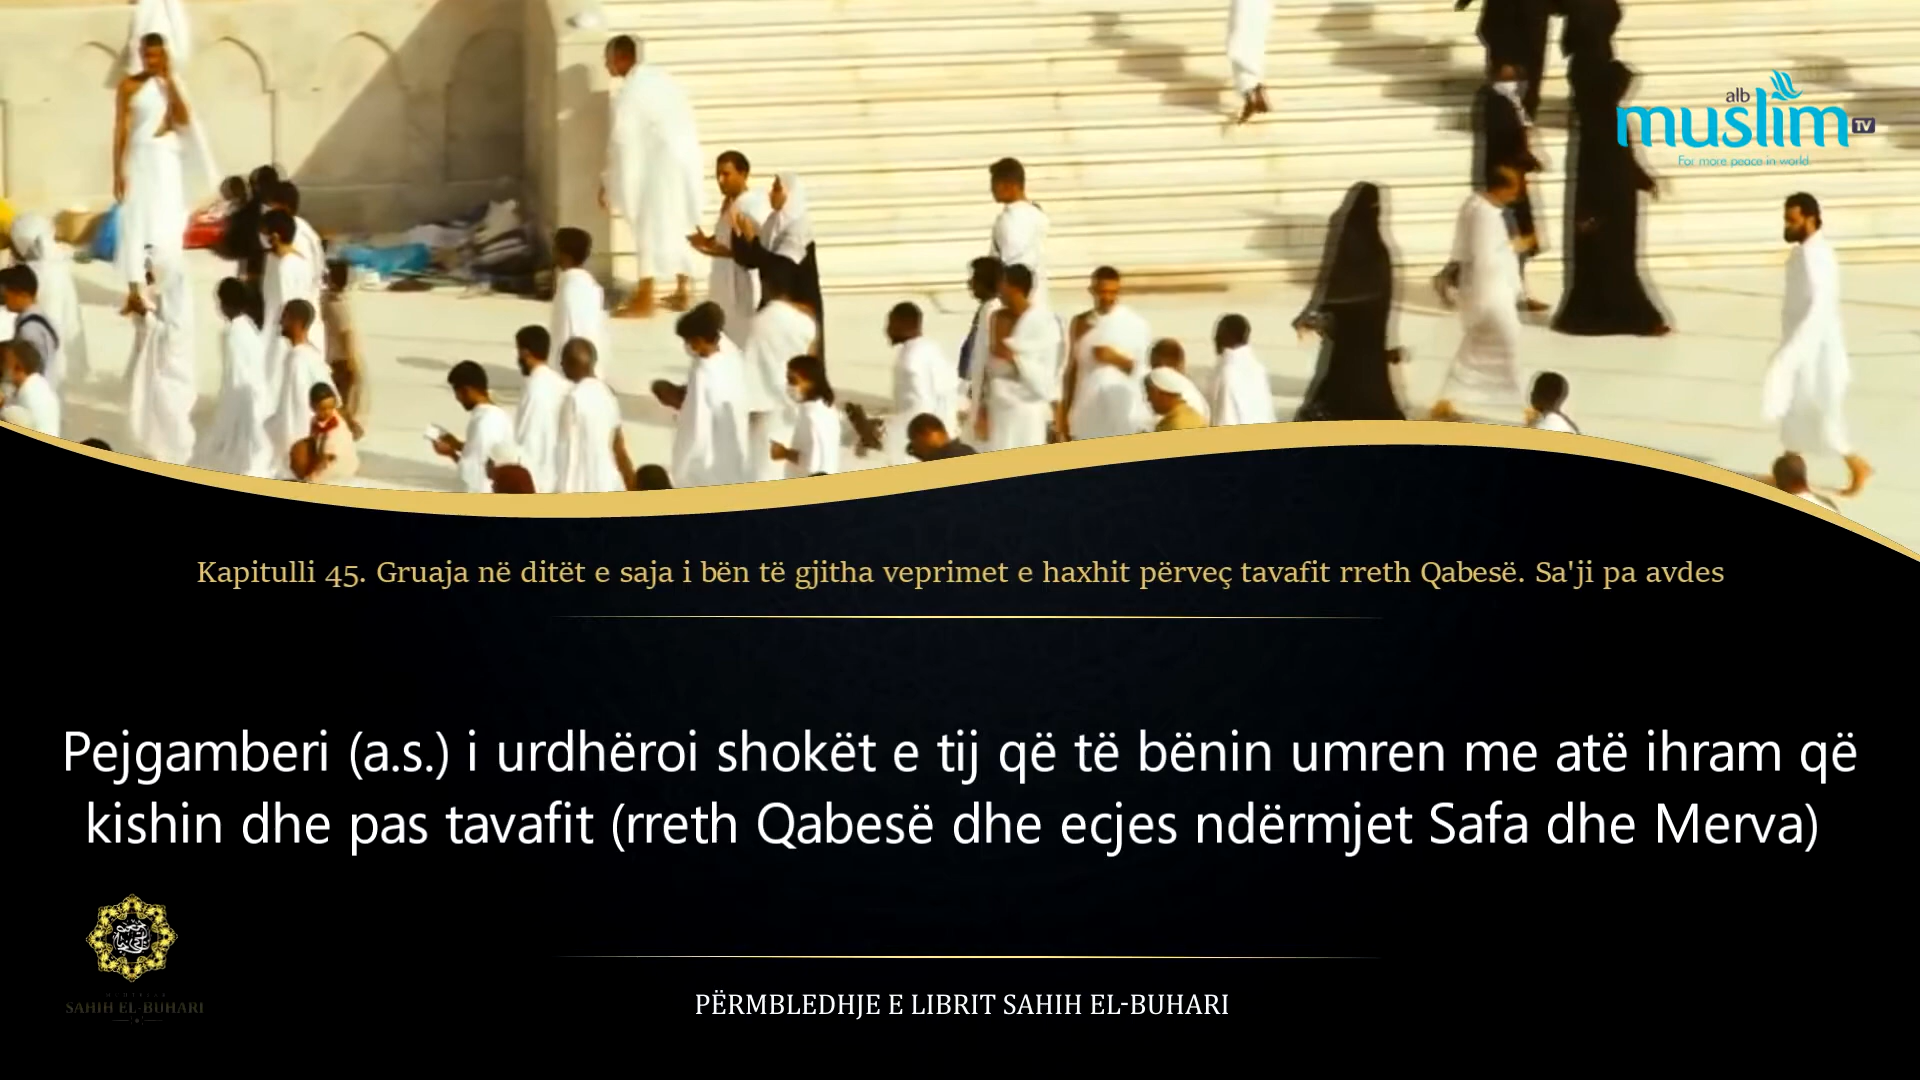 alb
muslim TV
For more peace in world
Kapitulli 45. Gruaja në ditët e saja i bën të gjitha veprimet e haxhit përveç tavafit rreth Qabesë. Sa'ji pa avdes
Pejgamberi (a.s.) i urdhëroi shokët e tij që të bënin umren me atë ihram që
kishin dhe pas tavafit (rreth Qabesë dhe ecjes ndërmjet Safa dhe Merva)
SAHIH EL-BUHARI
PËRMBLEDHJE E LIBRIT SAHIH EL-BUHARI